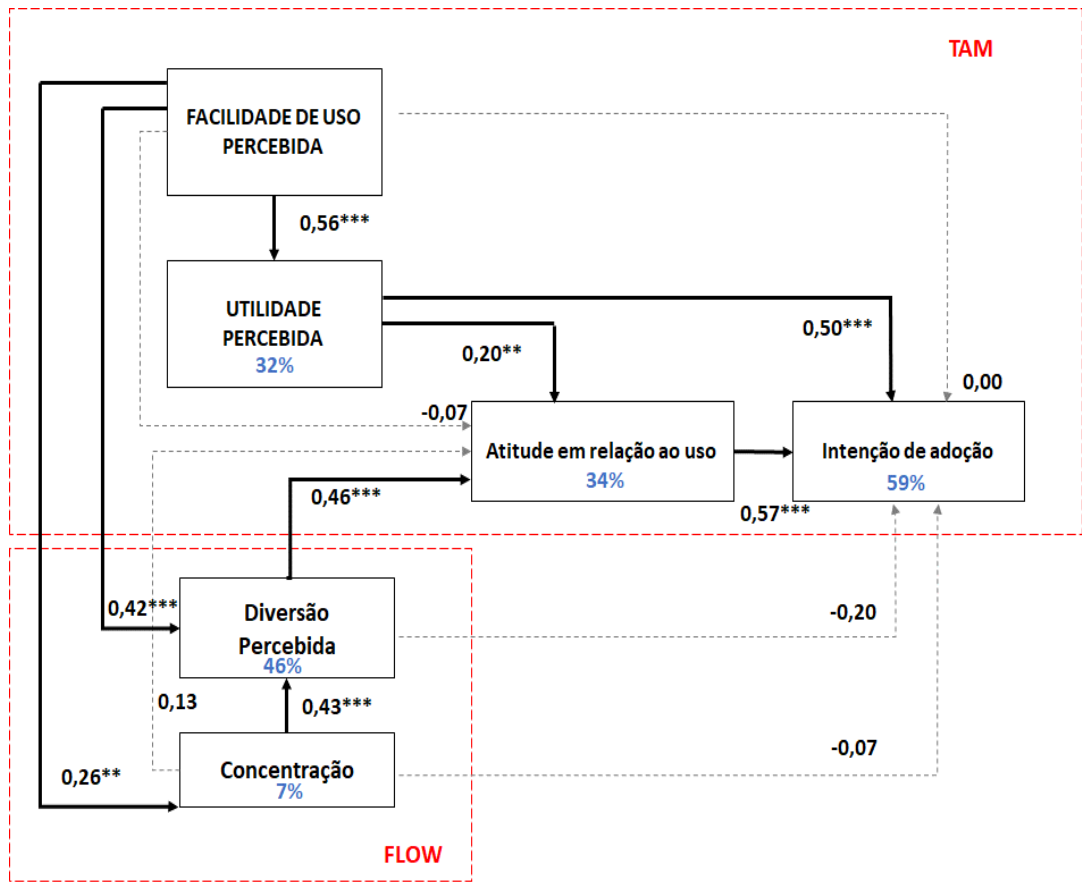 TAM
FACILIDADE DE USO
PERCEBIDA
0,56***
UTILIDADE
PERCEBIDA
32%
0,50***
0,20**
0,00
-0,07
Atitude em relação ao uso
34%
Intenção de adoção
59%
0,46***
0,57***
0,42***
Diversão
Percebida
46%
-0,20
0,13
0,43***
-0,07
Concentração
7%
0,26**
FLOW